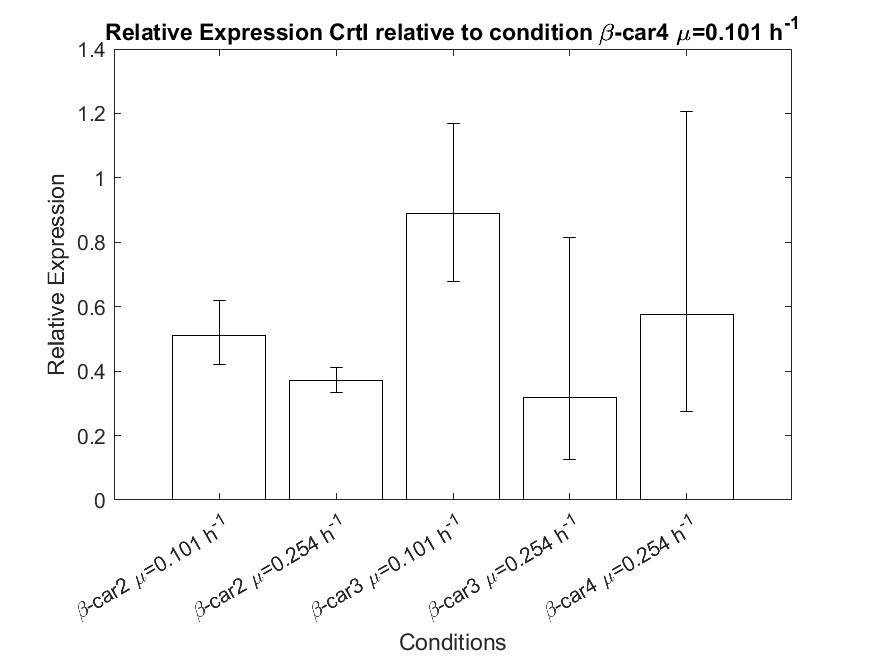 Relative Expression CrtI relative to condition β-car4 μ=0.101 h⁻¹
1.4
1.2
1
0.8
0.6
0.4
0.2
0
Relative Expression
β-car2 μ=0.101 h⁻¹
β-car2 μ=0.254 h⁻¹
β-car3 μ=0.101 h⁻¹
β-car3 μ=0.254 h⁻¹
β-car4 μ=0.254 h⁻¹
Conditions